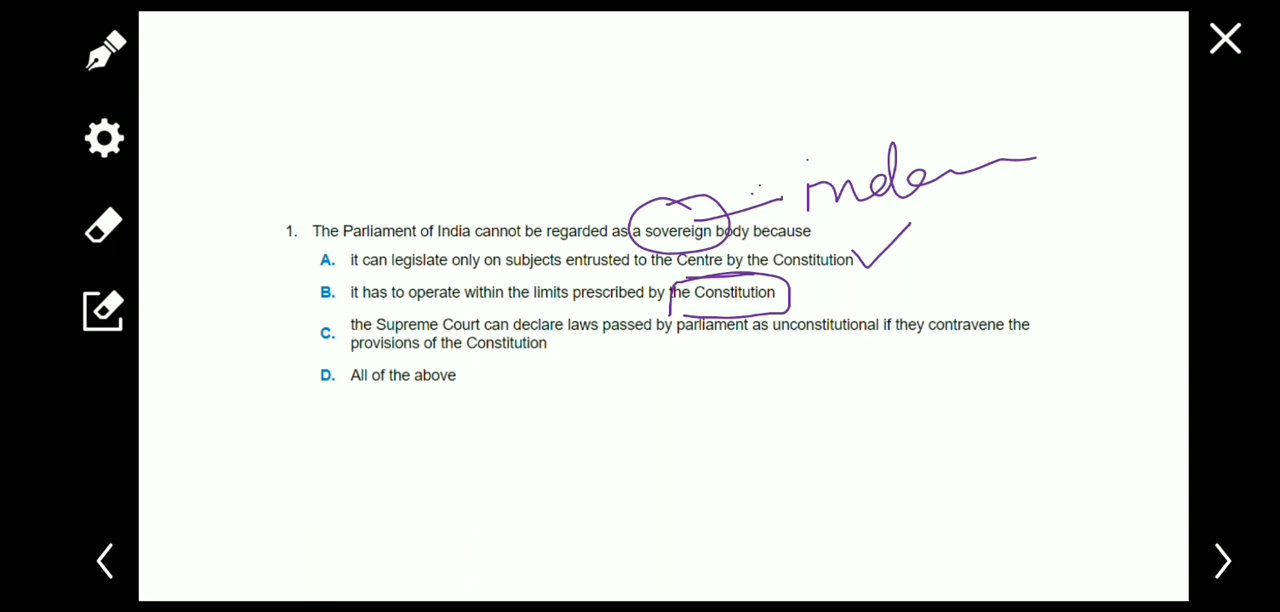 1. The Parliament of India cannot be regarded as a sovereign body because
A. it can legislate only on subjects entrusted to the Centre by the Constitution
B. it has to operate within the limits prescribed by the Constitution
C. the Supreme Court can declare laws passed by parliament as unconstitutional if they contravene the
provisions of the Constitution
D. All of the above